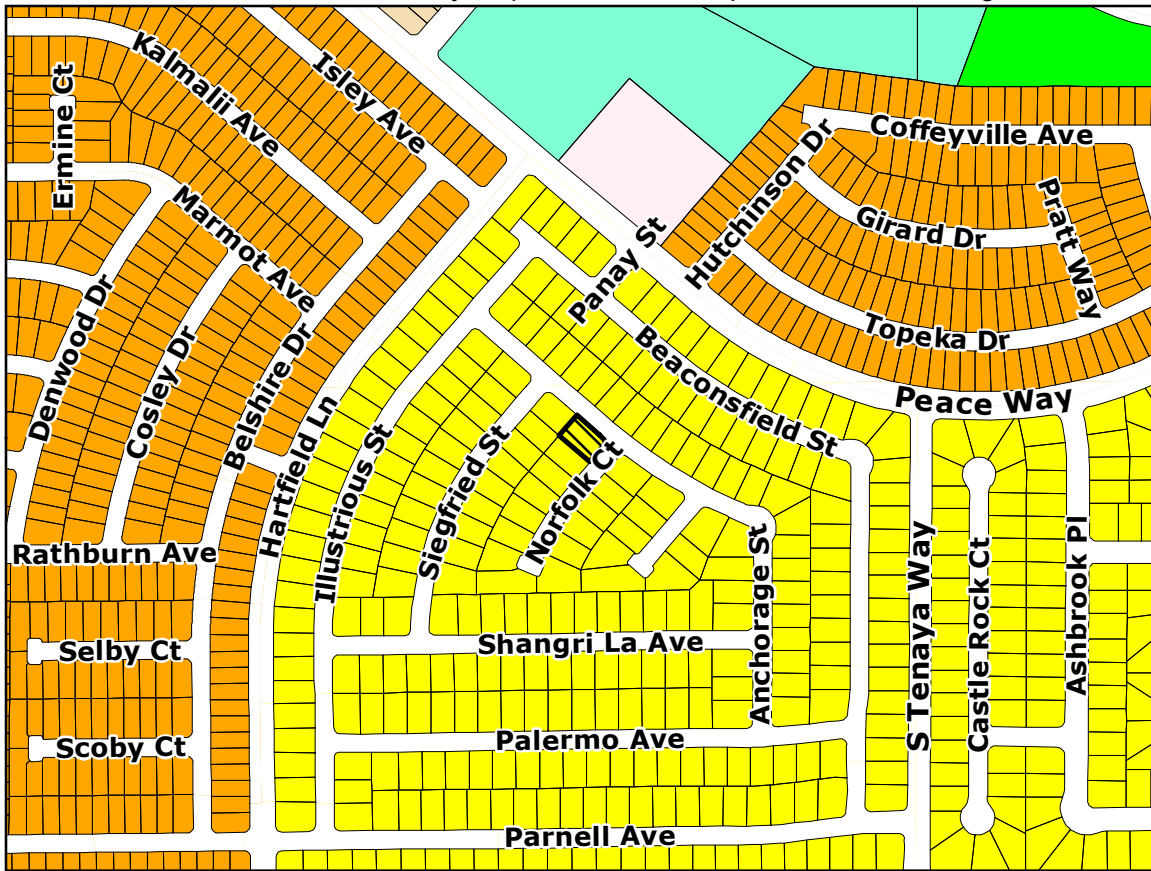 Kalmalii Ave
Isley Ave
Ermine Ct
Coffeyville Ave
Hutchinson Dr
Marmot Ave
Girard Dr
Pratt Way
Panay St
Denwood Dr
Cosley Dr
Belshire Dr
Topeka Dr
Beaconsfield St
Peace Way
Hartfield Ln
Illustrious St
Siegfried St
Norfolk Ct
Rathburn Ave
Anchorage St
S Tenaya Way
Castle Rock Ct
Ashbrook Pl
Selby Ct
Shangri La Ave
Scoby Ct
Palermo Ave
Parnell Ave